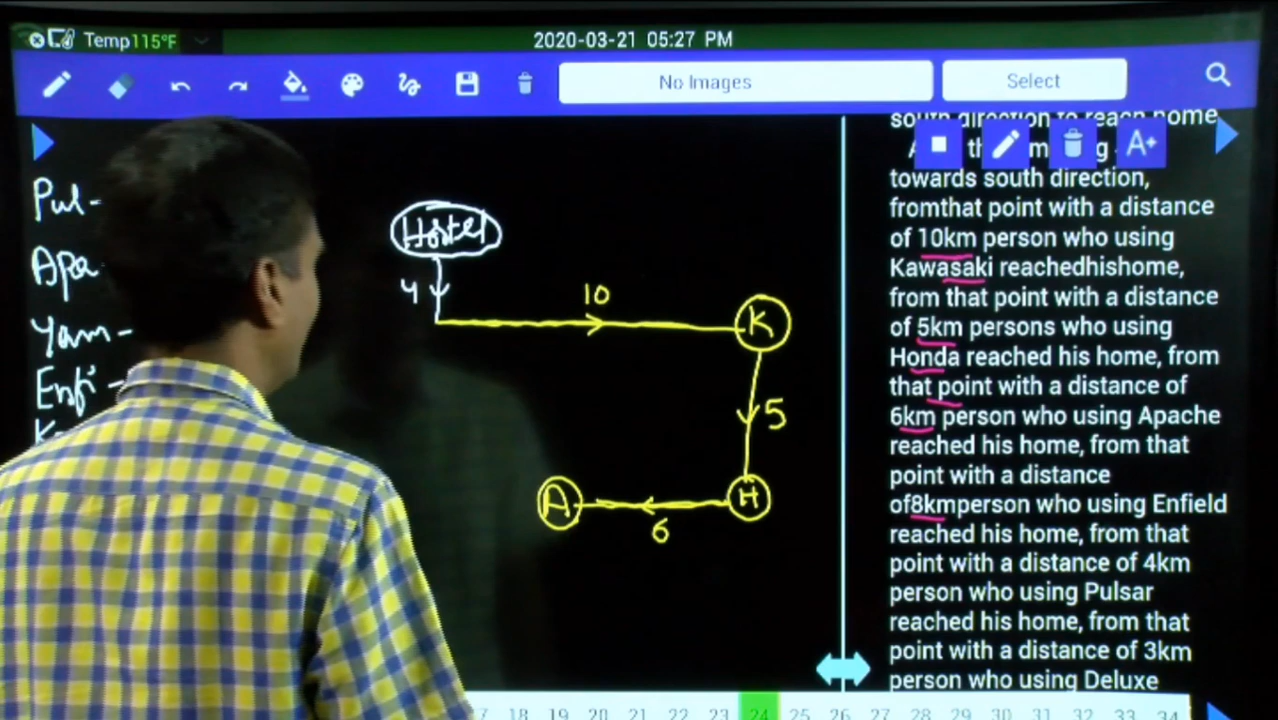 Temp115°F
2020-03-21 05:27 PM
No Images
Select
south direction to reach home
towards south direction,
fromthat point with a distance
of 10km person who using
Kawasaki reachedhishome,
from that point with a distance
of 5km persons who using
Honda reached his home, from
that point with a distance of
6km person who using Apache
reached his home, from that
point with a distance
of8kmperson who using Enfield
reached his home, from that
point with a distance of 4km
person who using Pulsar
reached his home, from that
point with a distance of 3km
person who using Deluxe
A+
Pul-
Apa
Yam-
Enfi-
K
Hostel
4
10
K
5
H
6
A
18 19 20 21 22 23 24 25 26 27 28 29 30 31 32 33 34